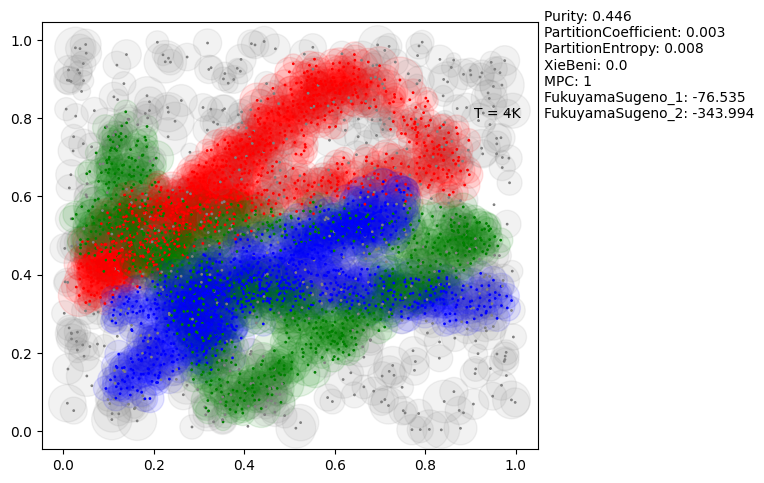 Purity: 0.446
PartitionCoefficient: 0.003
PartitionEntropy: 0.008
XieBeni: 0.0
MPC: 1
FukuyamaSugeno_1: -76.535
FukuyamaSugeno_2: -343.994
1.0
0.8
T = 4K
0.6
0.4
0.2
0.0
0.0 0.2 0.4 0.6 0.8 1.0